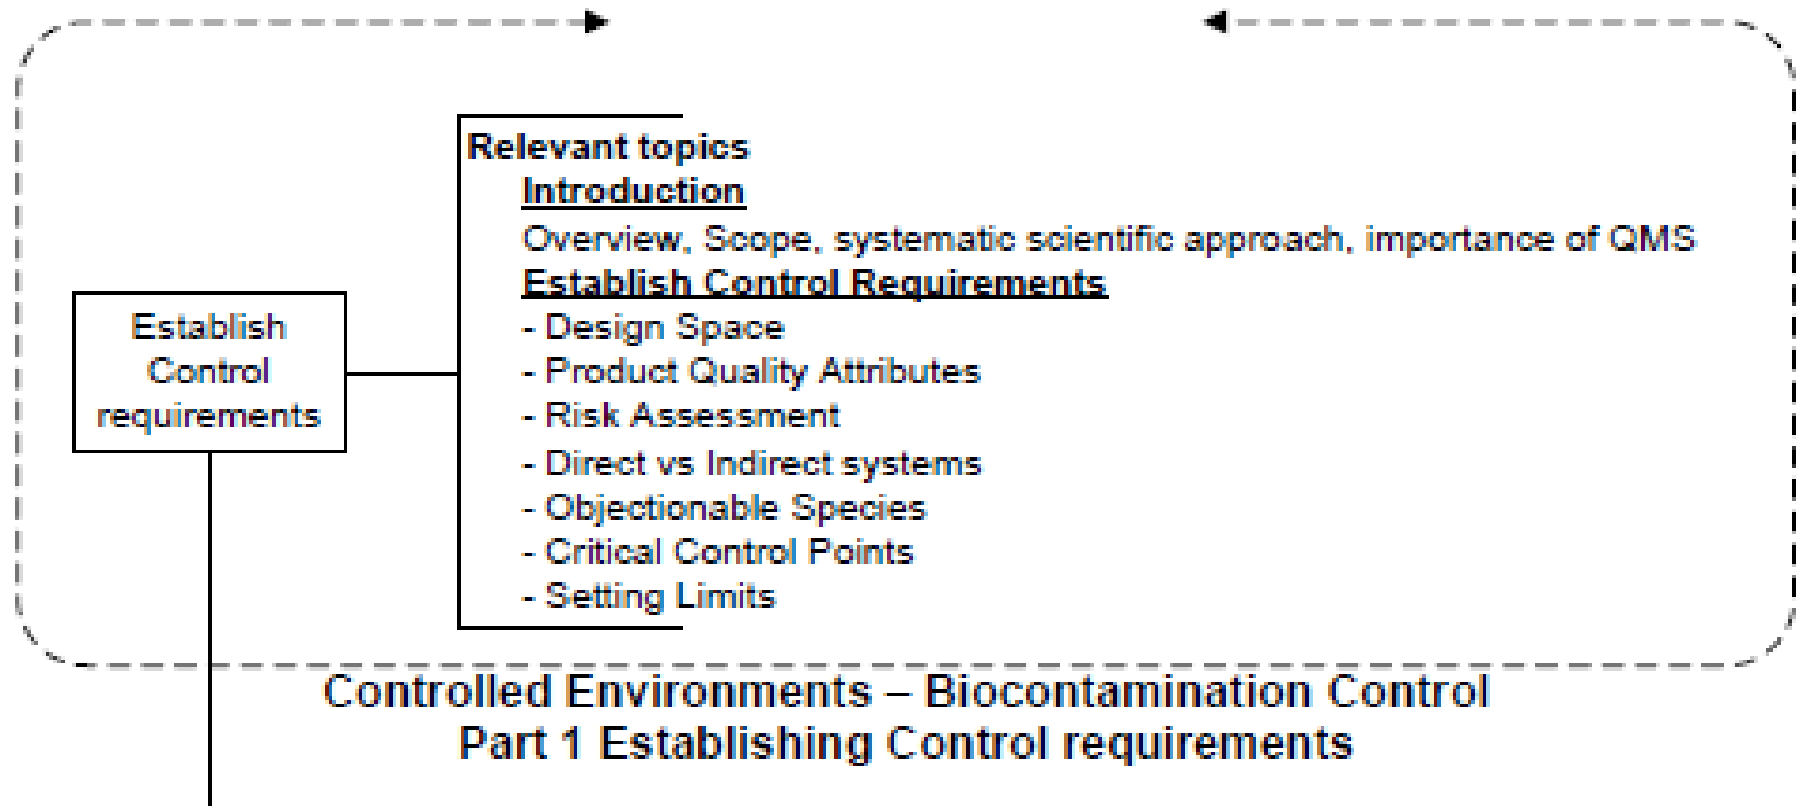 Relevant topics
Introduction
Overview, Scope, systematic scientific approach, importance of QMS
Establish Control Requirements
- Design Space
- Product Quality Attributes
- Risk Assessment
- Direct vs Indirect systems
- Objectionable Species
- Critical Control Points
- Setting Limits
Establish
Control
requirements
Controlled Environments – Biocontamination Control
Part 1 Establishing Control requirements